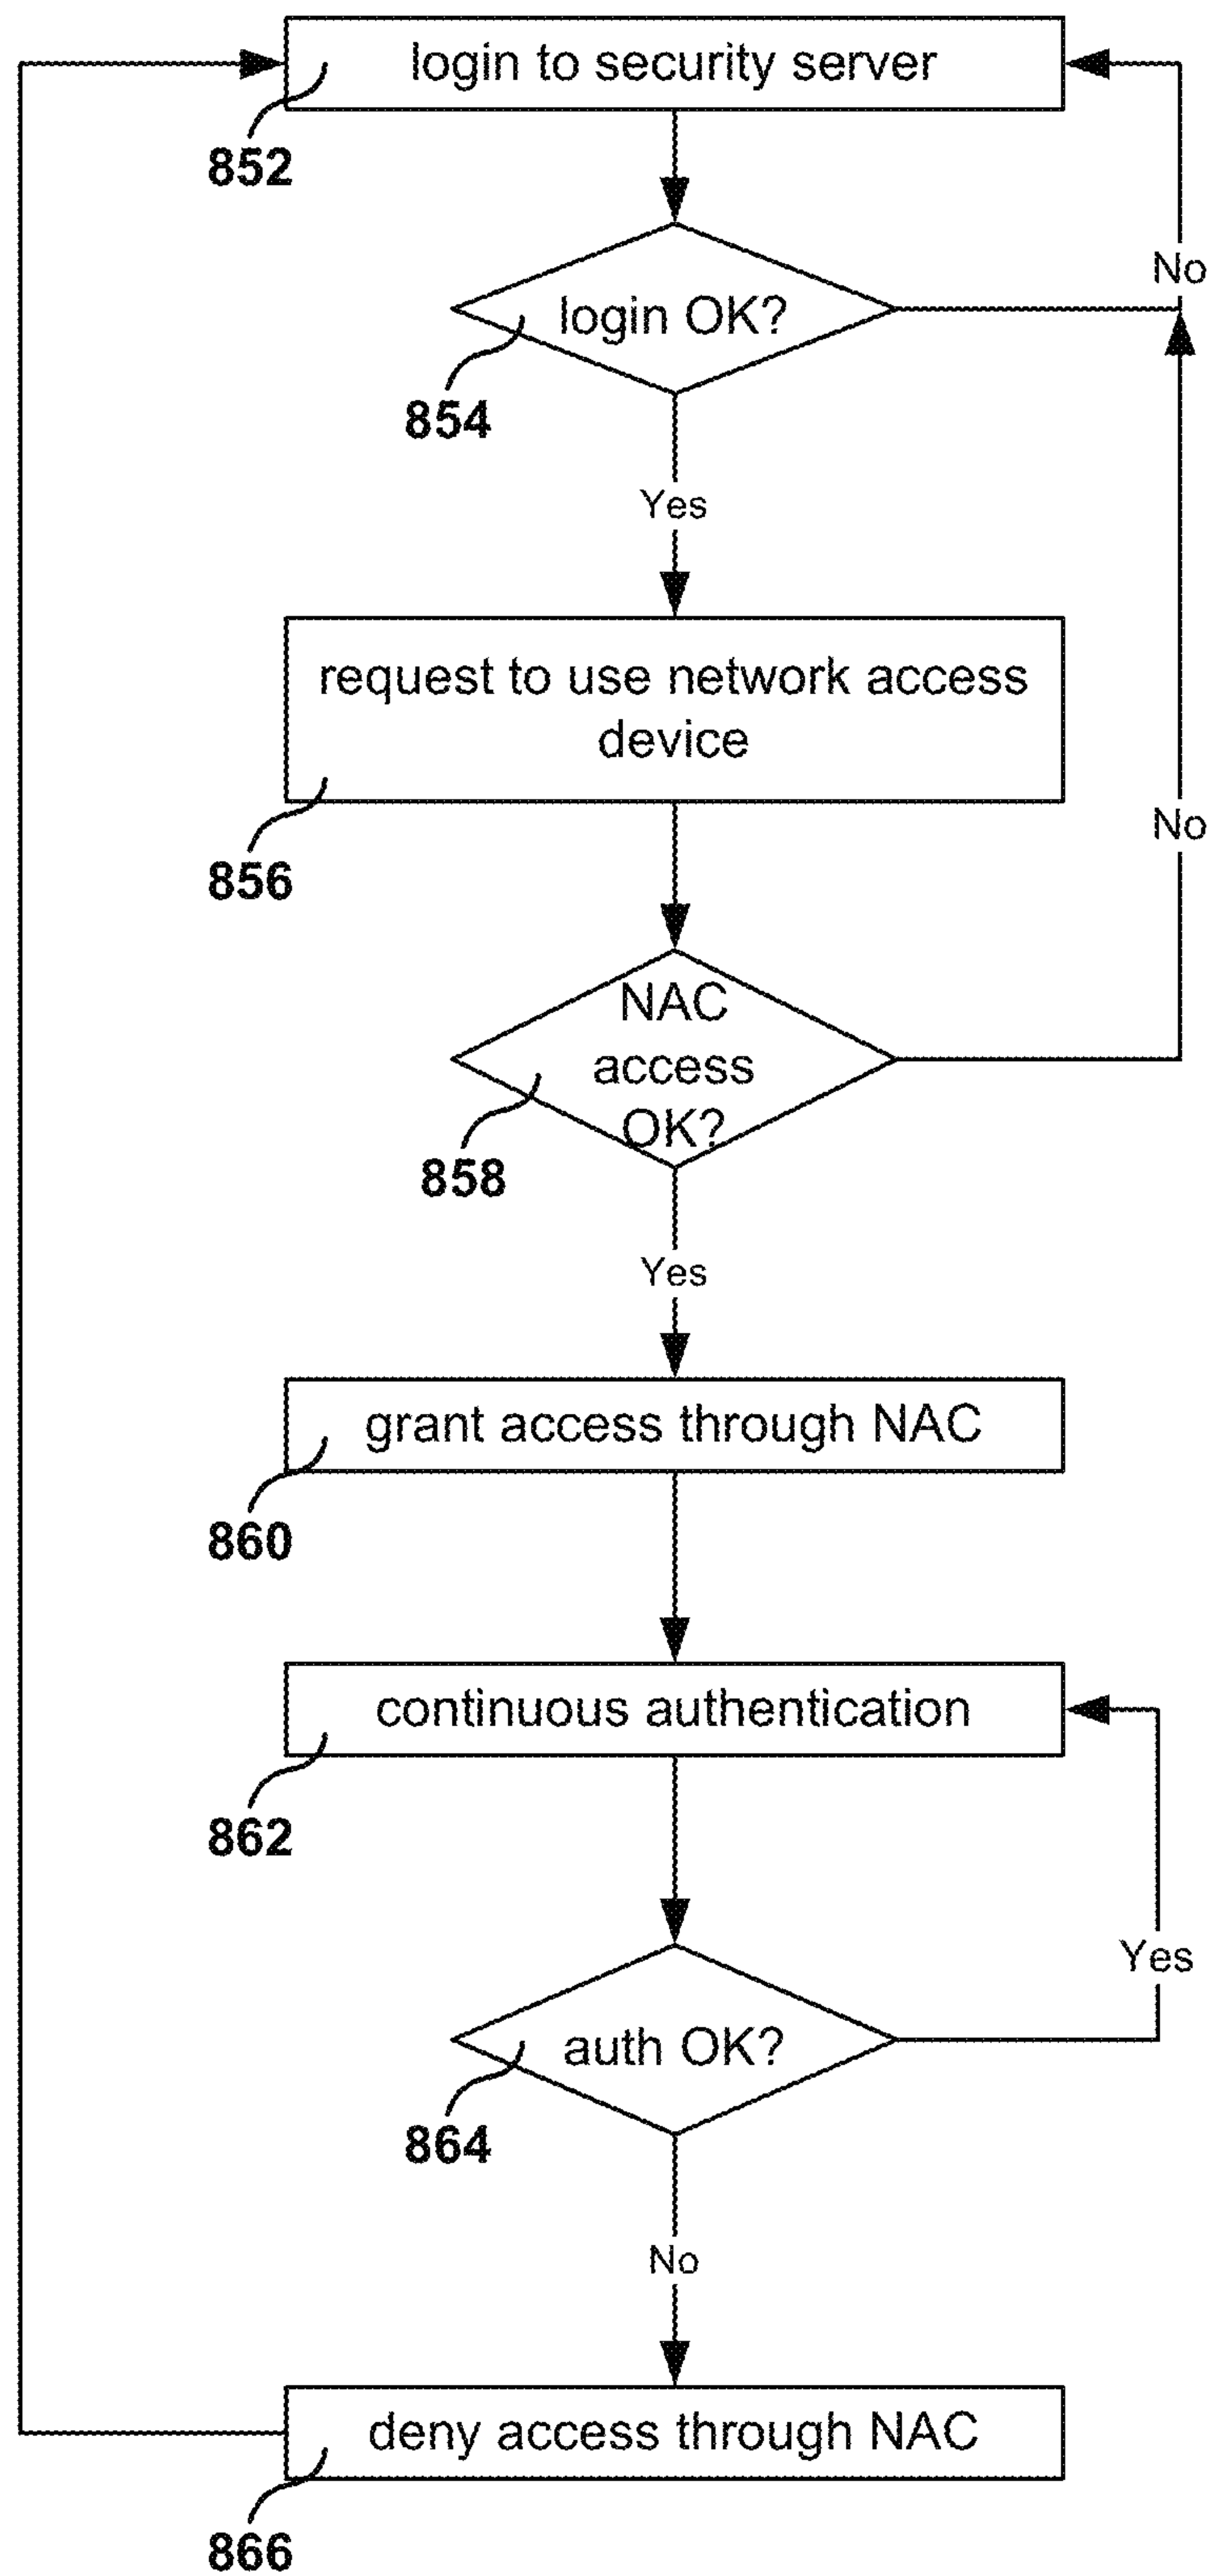 login to security server
852
No
login OK?
854
Yes
request to use network access
device
No
856
NAC
access
OK?
858
Yes
grant access through NAC
860
continuous authentication
862
Yes
auth OK?
864
No
deny access through NAC
866